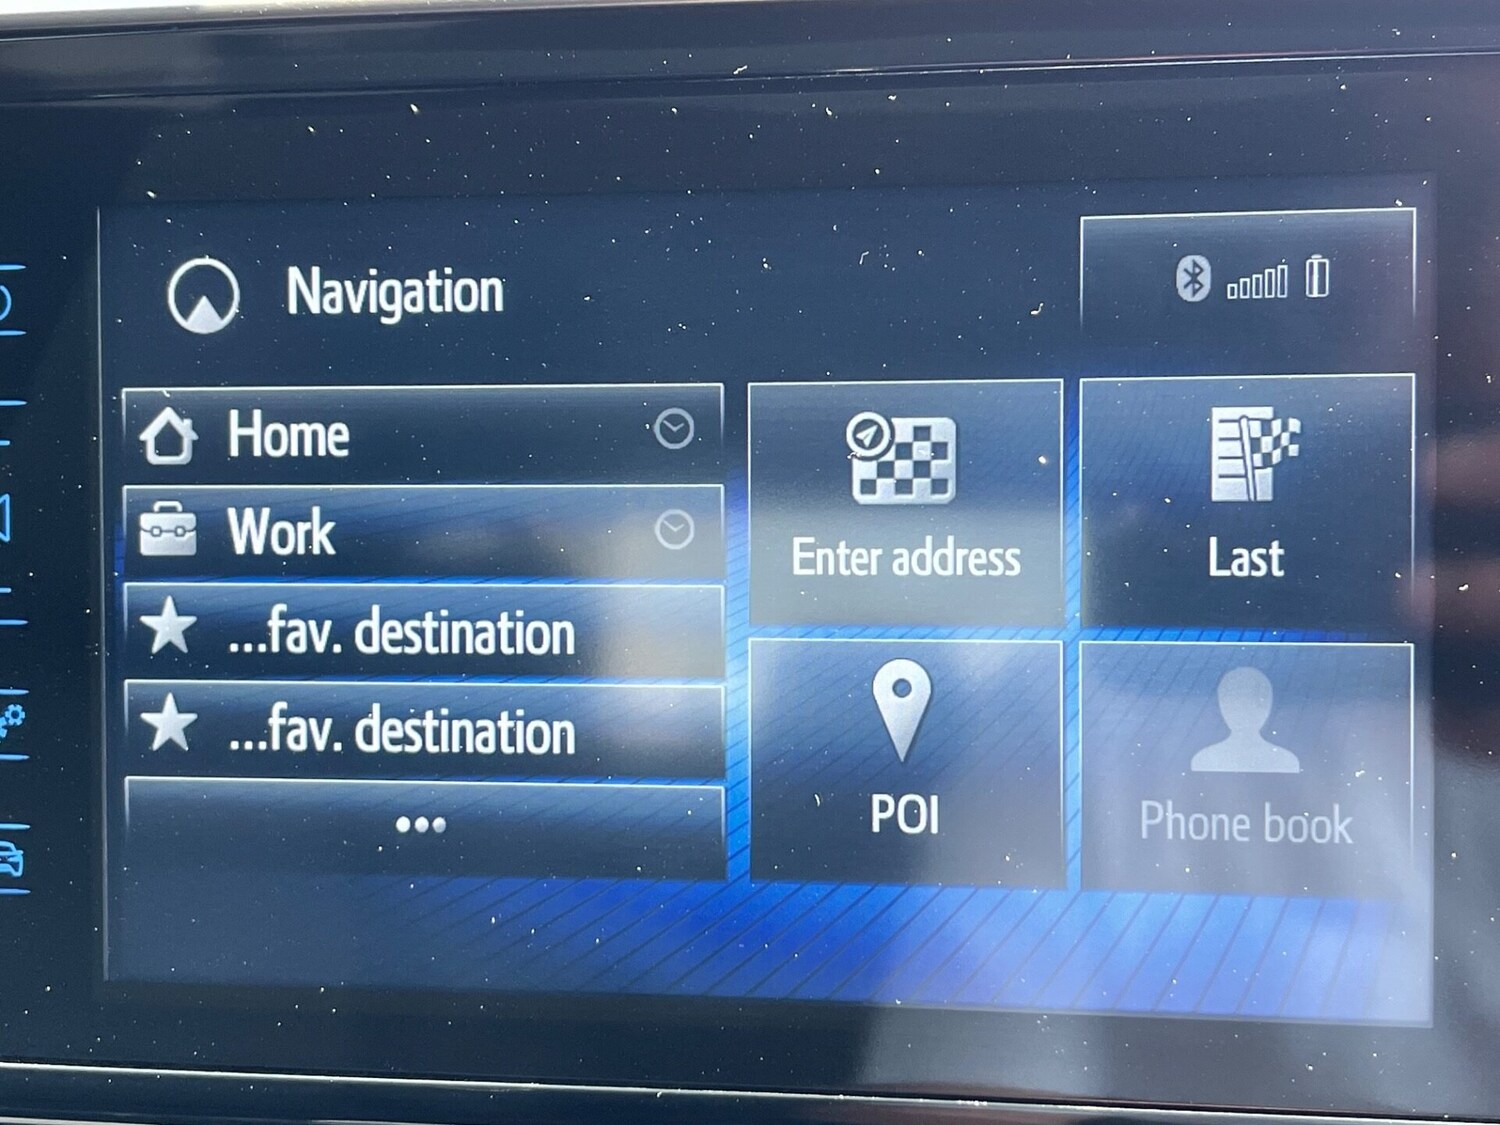 Navigation
Home
Work
...fav. destination
...fav. destination
...
Enter address
Last
POI
Phone book